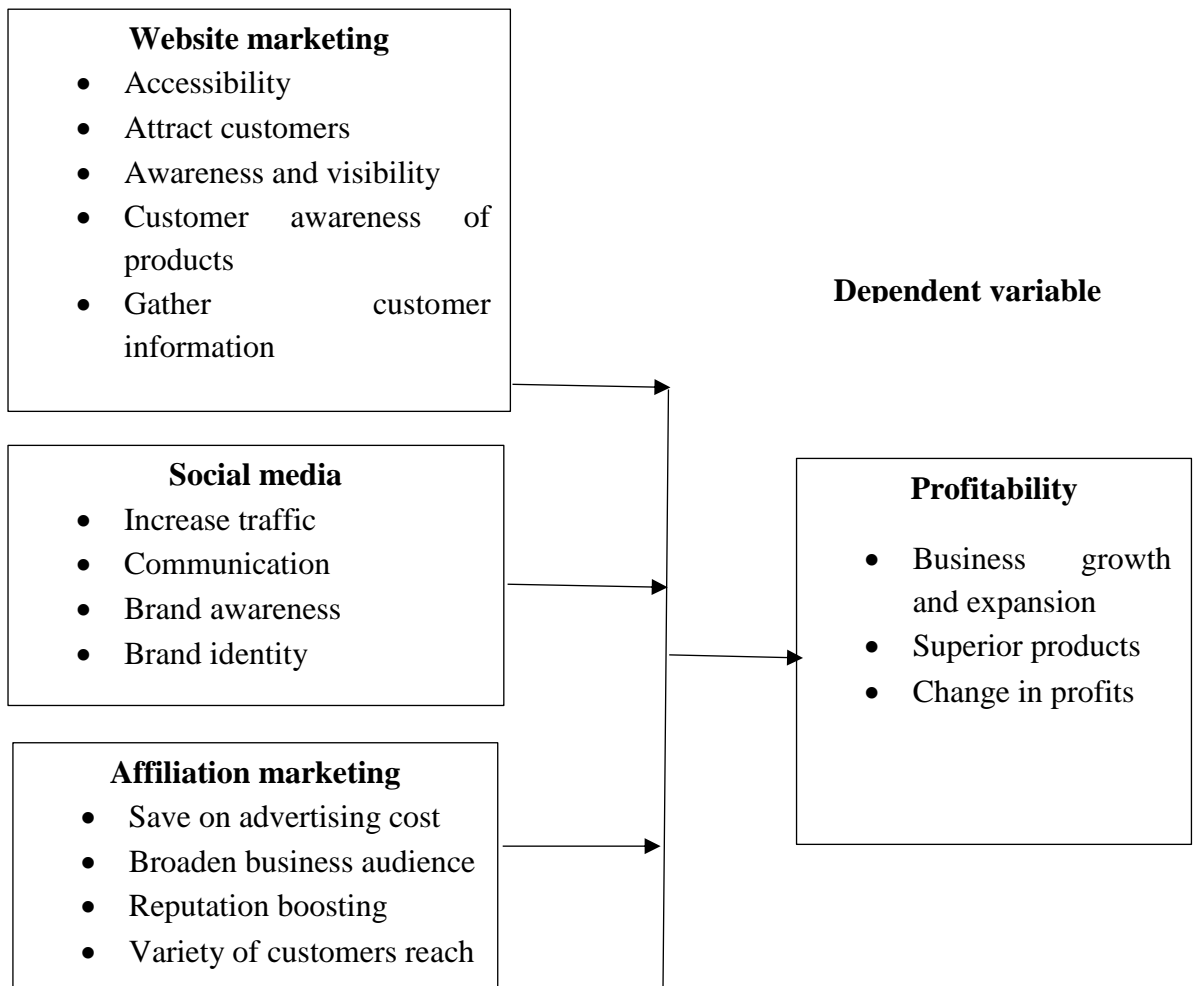 Website marketing
• Accessibility
• Attract customers
• Awareness and visibility
• Customer awareness of
products
• Gather customer
information
Dependent variable
Social media
• Increase traffic
• Communication
• Brand awareness
• Brand identity
Profitability
• Business growth
and expansion
• Superior products
• Change in profits
Affiliation marketing
• Save on advertising cost
• Broaden business audience
• Reputation boosting
• Variety of customers reach